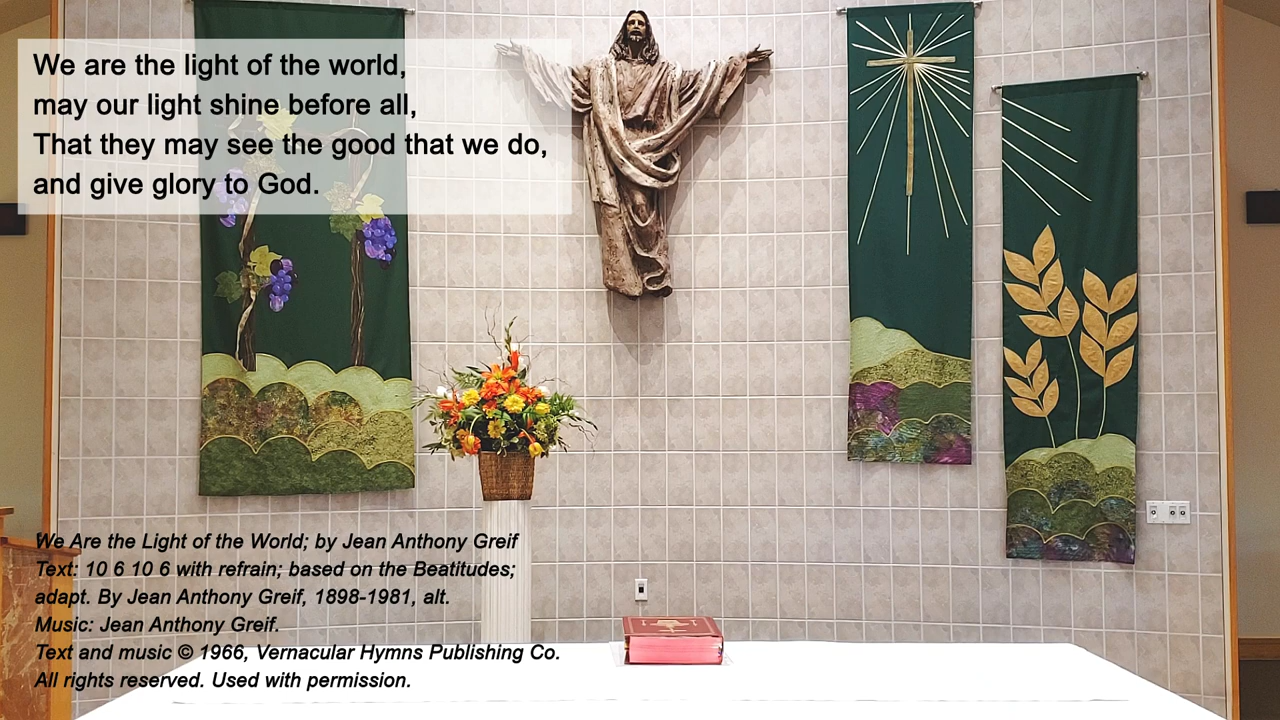 We are the light of the world,
may our light shine before all,
That they may see the good that we do,
and give glory to God.
We Are the Light of the World; by Jean Anthony Greif
Text: 10 6 10 6 with refrain; based on the Beatitudes;
adapt. By Jean Anthony Greif, 1898-1981, alt.
Music: Jean Anthony Greif.
Text and music © 1966, Vernacular Hymns Publishing Co.
All rights reserved. Used with permission.